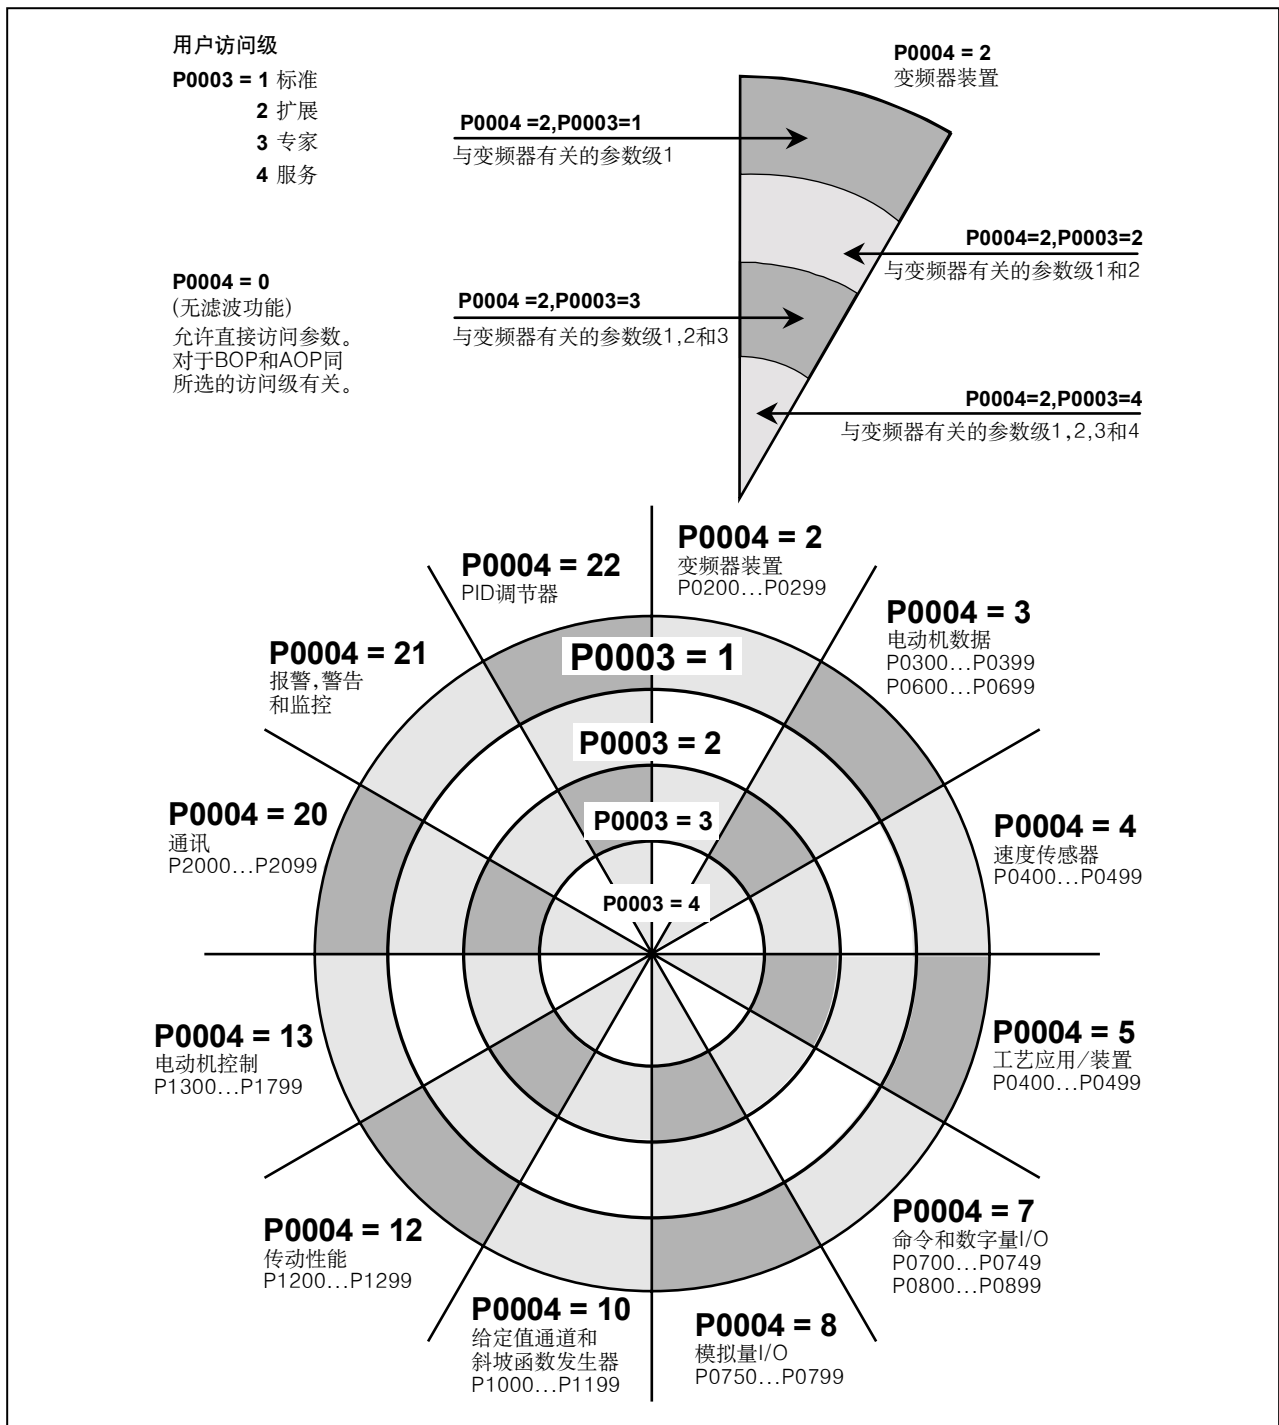 用户访问级
P0003 = 1 标准
2 扩展
3 专家
4 服务
P0004 = 0
(无滤波功能)
允许直接访问参数。
对于BOP和AOP同
所选的访问级有关。
P0004 = 2
变频器装置
P0004 =2,P0003=1
与变频器有关的参数级1
P0004=2,P0003=2
与变频器有关的参数级1和2
P0004 =2,P0003=3
与变频器有关的参数级1,2和3
P0004=2,P0003=4
与变频器有关的参数级1,2,3和4
P0004 = 2
变频器装置
P0200...P0299
P0004 = 22
PID调节器
P0004 = 3
电动机数据
P0300...P0399
P0600...P0699
P0004 = 21
报警,警告
和监控
P0003 = 1
P0003 = 2
P0003 = 3
P0003 = 4
P0004 = 20
通讯
P2000...P2099
P0004 = 4
速度传感器
P0400...P0499
P0004 = 13
电动机控制
P1300...P1799
P0004 = 5
工艺应用/装置
P0400...P0499
P0004 = 12
传动性能
P1200...P1299
P0004 = 7
命令和数字量I/O
P0700...P0749
P0800...P0899
P0004 = 10
给定值通道和
斜坡函数发生器
P1000...P1199
P0004 = 8
模拟量I/O
P0750...P0799